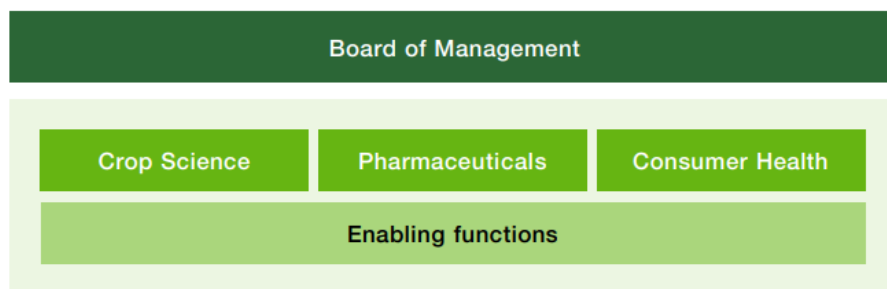 Board of Management
Crop Science
Pharmaceuticals
Consumer Health
Enabling functions